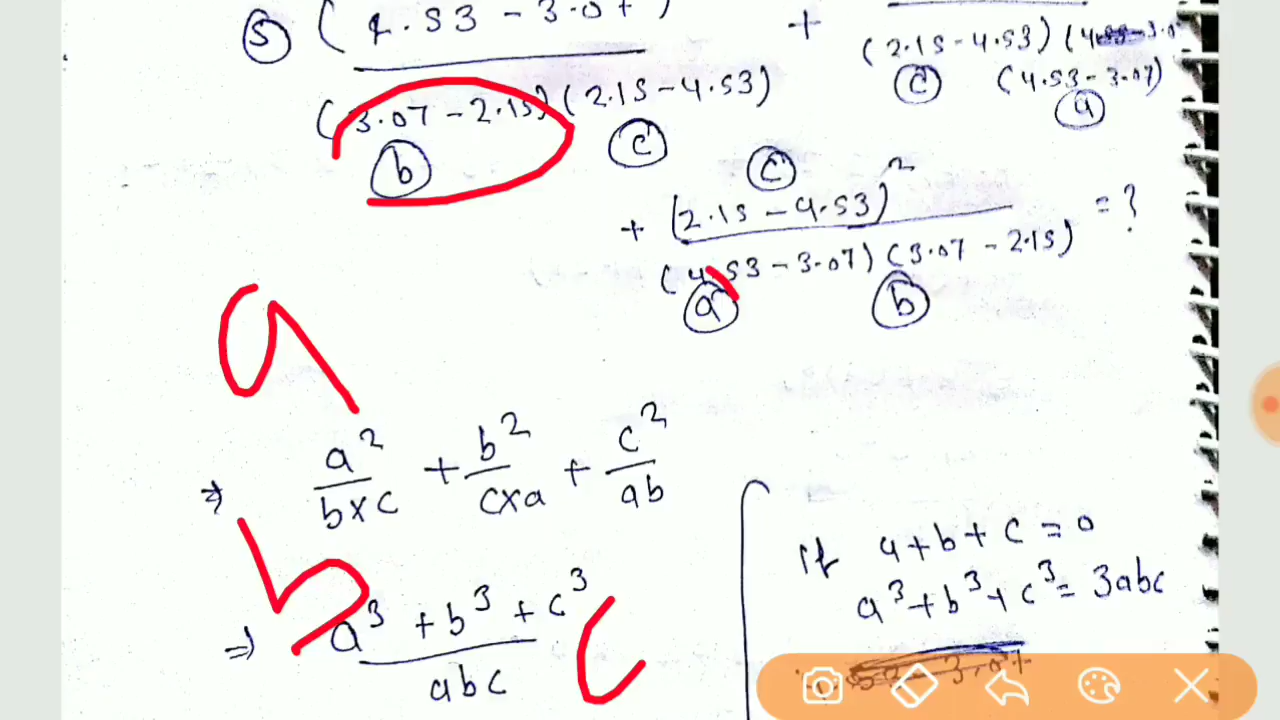 ⑤ (4.53 - 3.07)
+
(3.07 - 2.15) (2.15 - 4.53)
ⓑ ⓒ
(2.15 - 4.53) (4.53 - 3.07)
ⓒ ⓐ
ⓒ
+ (2.15 - 4.53)² = ?
(4.53 - 3.07) (3.07 - 2.15)
ⓐ ⓑ
a
⇒ a²/b×c + b²/c×a + c²/ab
b
⇒ a³ + b³ + c³
abc
c
If a + b + c = 0
a³ + b³ + c³ = 3abc